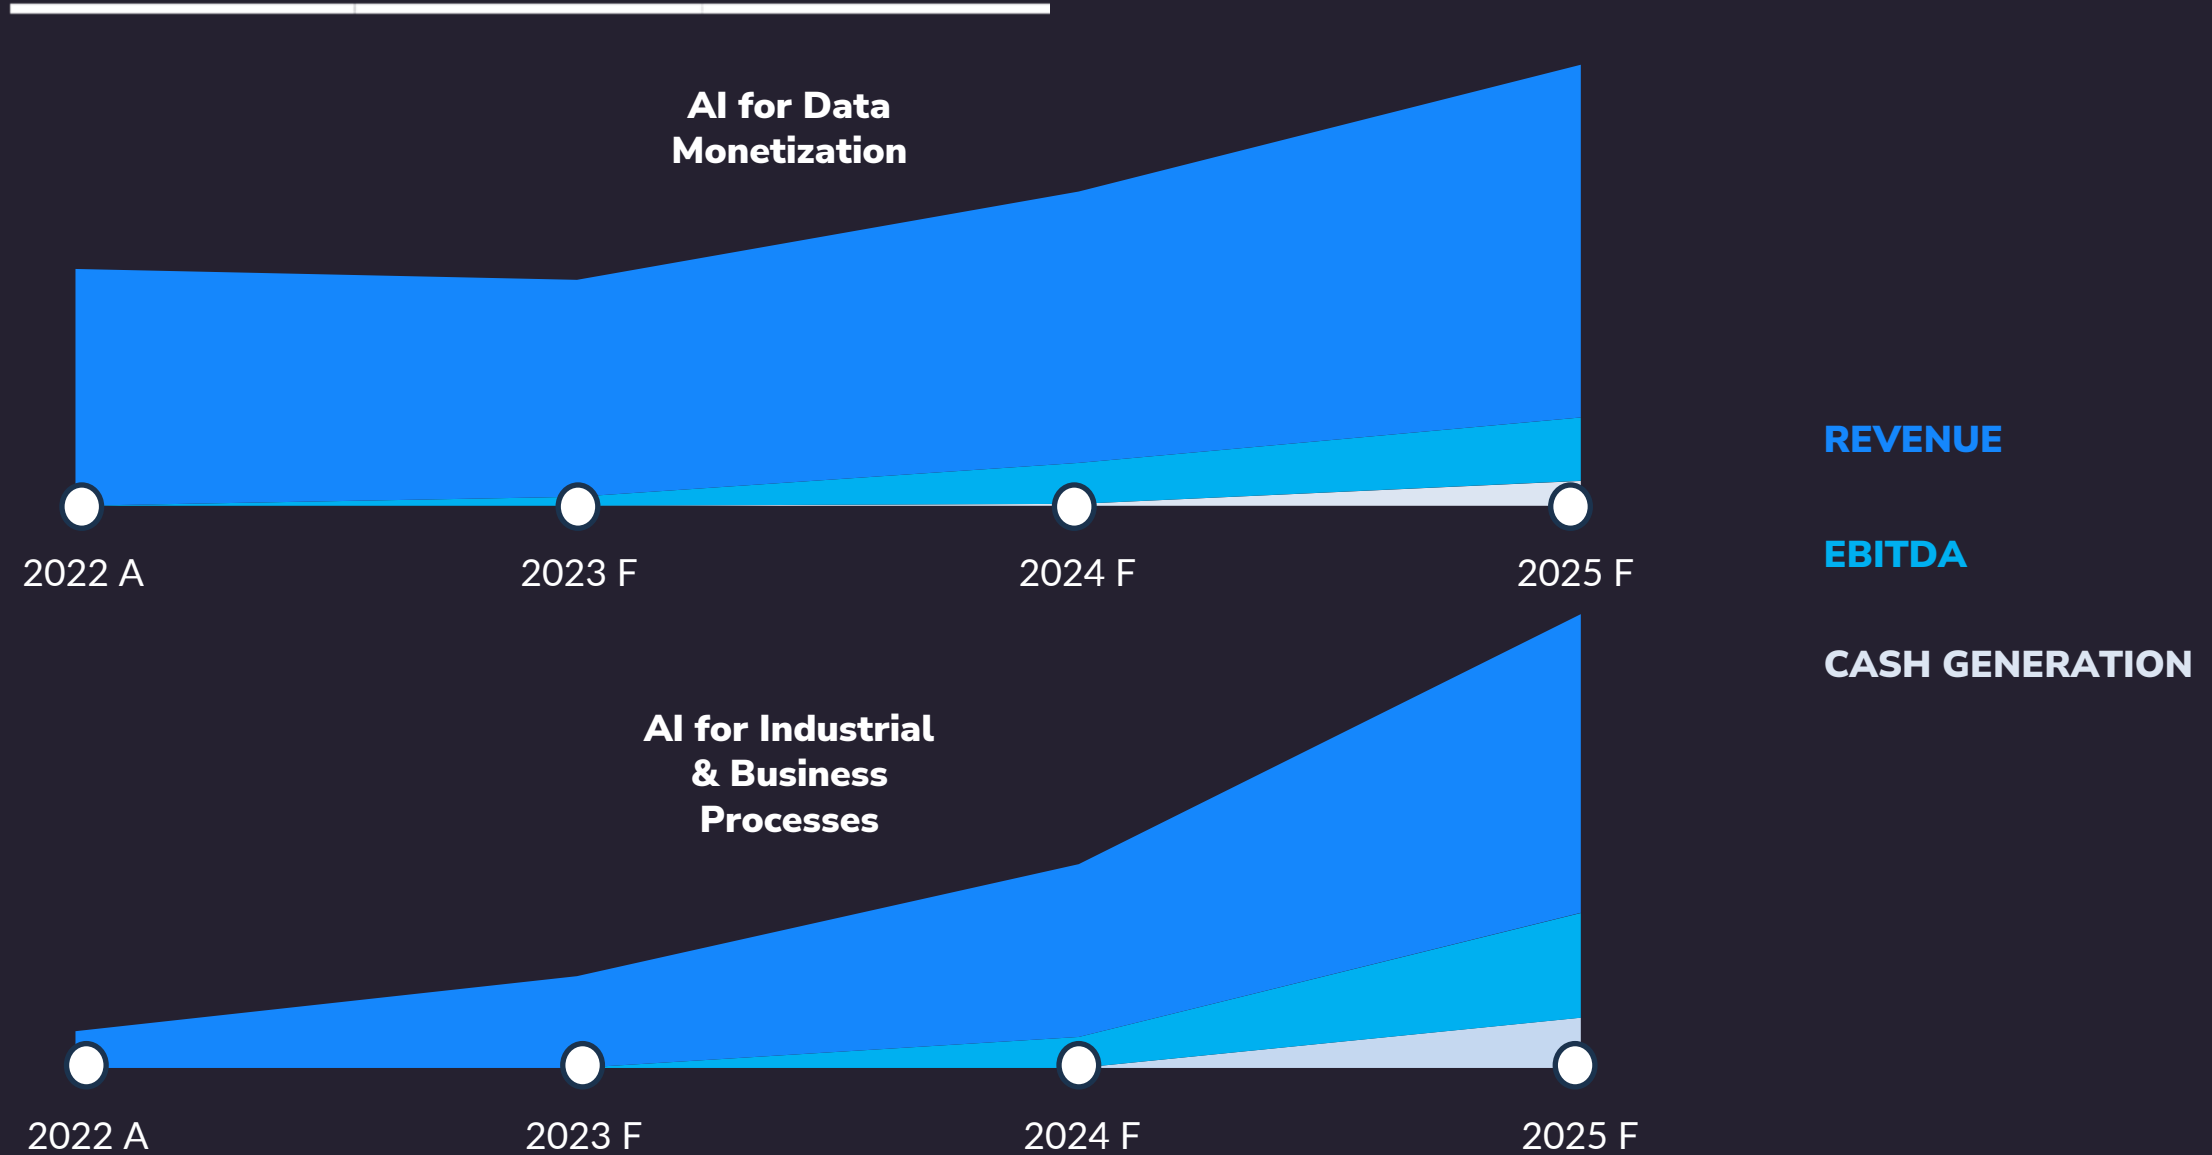 AI for Data
Monetization
2022 A
2023 F
2024 F
2025 F
REVENUE
EBITDA
CASH GENERATION
AI for Industrial
& Business
Processes
2022 A
2023 F
2024 F
2025 F